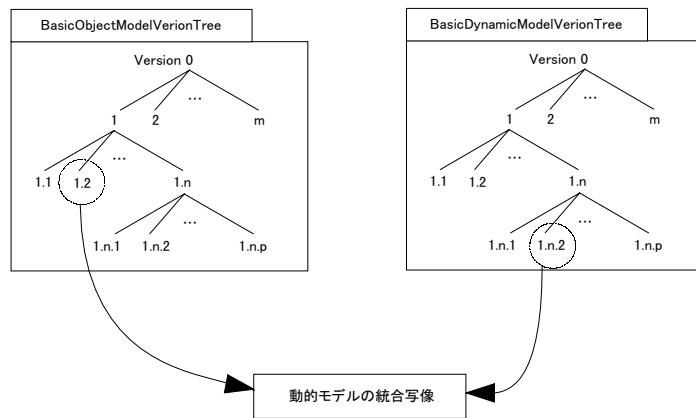 BasicObjectModelVerionTree
Version 0
...
1
2
m
...
1.1
1.2
1.n
...
1.n.1
1.n.2
1.n.p
BasicDynamicModelVerionTree
Version 0
...
1
2
m
...
1.1
1.2
1.n
...
1.n.1
1.n.2
1.n.p
動的モデルの統合写像